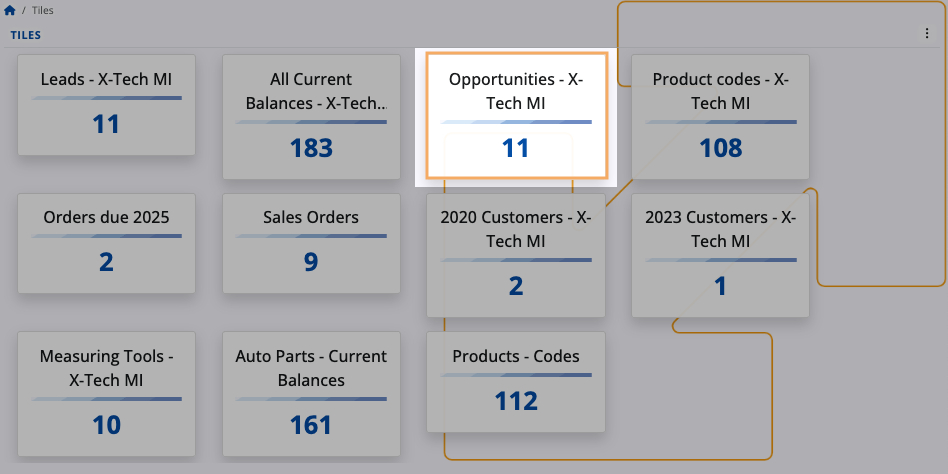 / Tiles
TILES
Leads - X-Tech MI
11
All Current
Balances - X-Tech...
183
Opportunities - X-
Tech MI
11
Product codes - X-
Tech MI
108
Orders due 2025
2
Sales Orders
9
2020 Customers - X-
Tech MI
2
2023 Customers - X-
Tech MI
1
Measuring Tools -
X-Tech MI
10
Auto Parts - Current
Balances
161
Products - Codes
112